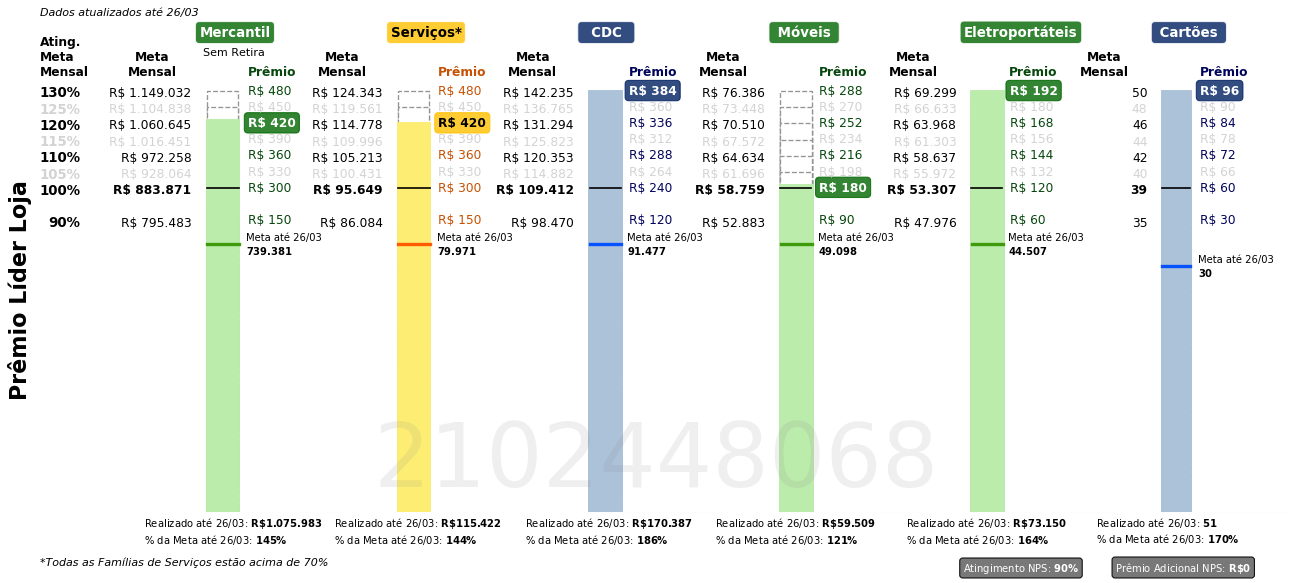 Dados atualizados até 26/03
Mercantil Serviços* CDC Móveis Eletroportáteis Cartões
Sem Retira
Ating. Meta Mensal
Meta Mensal Prêmio Meta Mensal Prêmio Meta Mensal Prêmio Meta Mensal Prêmio Meta Mensal Prêmio Meta Mensal Prêmio
130% R$ 1.149.032 R$ 480 R$ 124.343 R$ 480 R$ 142.235 R$ 384 R$ 76.386 R$ 288 R$ 69.299 R$ 192 50 R$ 96
125% R$ 1.104.838 R$ 450 R$ 119.561 R$ 450 R$ 136.765 R$ 360 R$ 73.448 R$ 270 R$ 66.633 R$ 180 48 R$ 90
120% R$ 1.060.645 R$ 420 R$ 114.778 R$ 420 R$ 131.294 R$ 336 R$ 70.510 R$ 252 R$ 63.968 R$ 168 46 R$ 84
115% R$ 1.016.451 R$ 390 R$ 109.996 R$ 390 R$ 125.823 R$ 312 R$ 67.572 R$ 234 R$ 61.303 R$ 156 44 R$ 78
110% R$ 972.258 R$ 360 R$ 105.213 R$ 360 R$ 120.353 R$ 288 R$ 64.634 R$ 216 R$ 58.637 R$ 144 42 R$ 72
105% R$ 928.064 R$ 330 R$ 100.431 R$ 330 R$ 114.882 R$ 264 R$ 61.696 R$ 198 R$ 55.972 R$ 132 40 R$ 66
100% R$ 883.871 R$ 300 R$ 95.649 R$ 300 R$ 109.412 R$ 240 R$ 58.759 R$ 180 R$ 53.307 R$ 120 39 R$ 60
90% R$ 795.483 R$ 150 R$ 86.084 R$ 150 R$ 98.470 R$ 120 R$ 52.883 R$ 90 R$ 47.976 R$ 60 35 R$ 30
Meta até 26/03 Meta até 26/03 Meta até 26/03 Meta até 26/03 Meta até 26/03
739.381 79.971 91.477 49.098 44.507
Meta até 26/03
30
Prêmio Líder Loja
2102448068
Realizado até 26/03: R$1.075.983 Realizado até 26/03: R$115.422 Realizado até 26/03: R$170.387 Realizado até 26/03: R$59.509 Realizado até 26/03: R$73.150 Realizado até 26/03: 51
% da Meta até 26/03: 145% % da Meta até 26/03: 144% % da Meta até 26/03: 186% % da Meta até 26/03: 121% % da Meta até 26/03: 164% % da Meta até 26/03: 170%
*Todas as Famílias de Serviços estão acima de 70%
Atingimento NPS: 90% Prêmio Adicional NPS: R$0